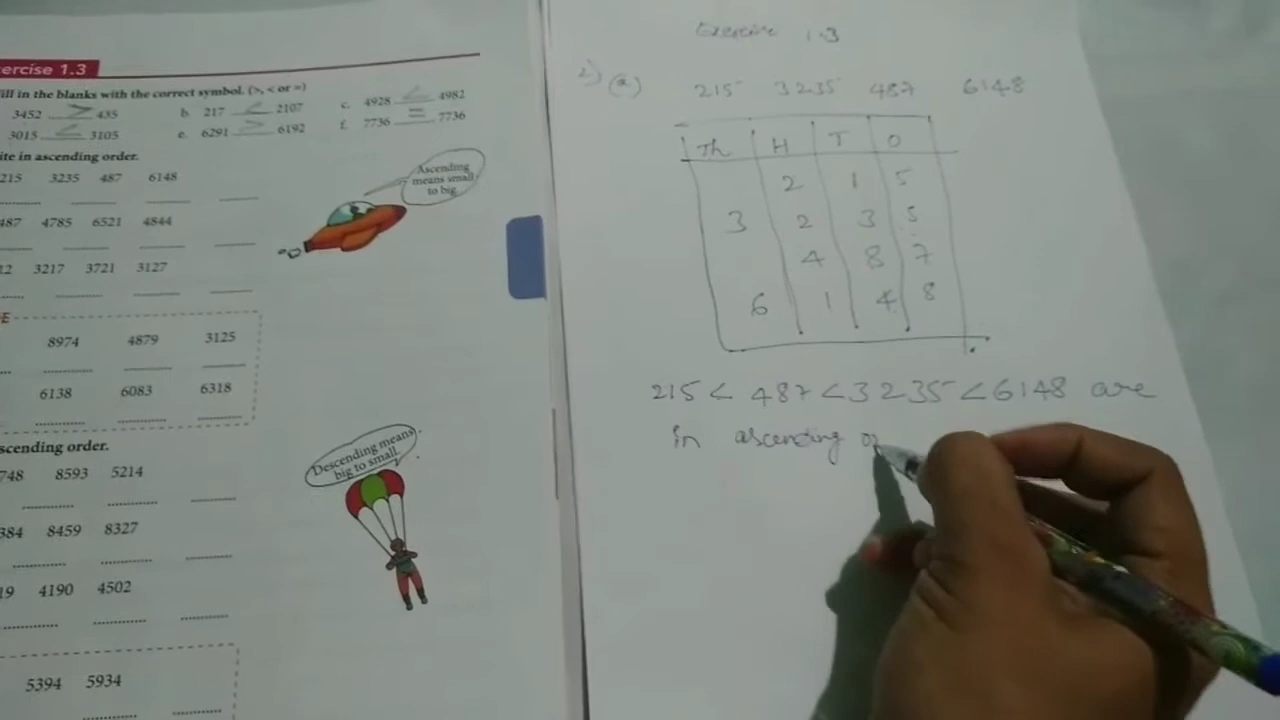 ercise 1.3
ill in the blanks with the correct symbol. (>, < or =)
3452 > 435 b. 217 < 2107 c. 4928 < 4982
3015 < 3105 e. 6291 > 6192 f. 7736 = 7736
ite in ascending order.
215 3235 487 6148
Ascending
means small
to big
487 4785 6521 4844
12 3217 3721 3127
E
8974 4879 3125
6138 6083 6318
scending order.
Descending means
big to small.
748 8593 5214
384 8459 8327
19 4190 4502
5394 5934
Exercise 1.3
2) (a) 215 3235 487 6148
Th H T O
2 1 5
3 2 3 5
4 8 7
6 1 4 8
215 < 487 < 3235 < 6148 are
in ascending o